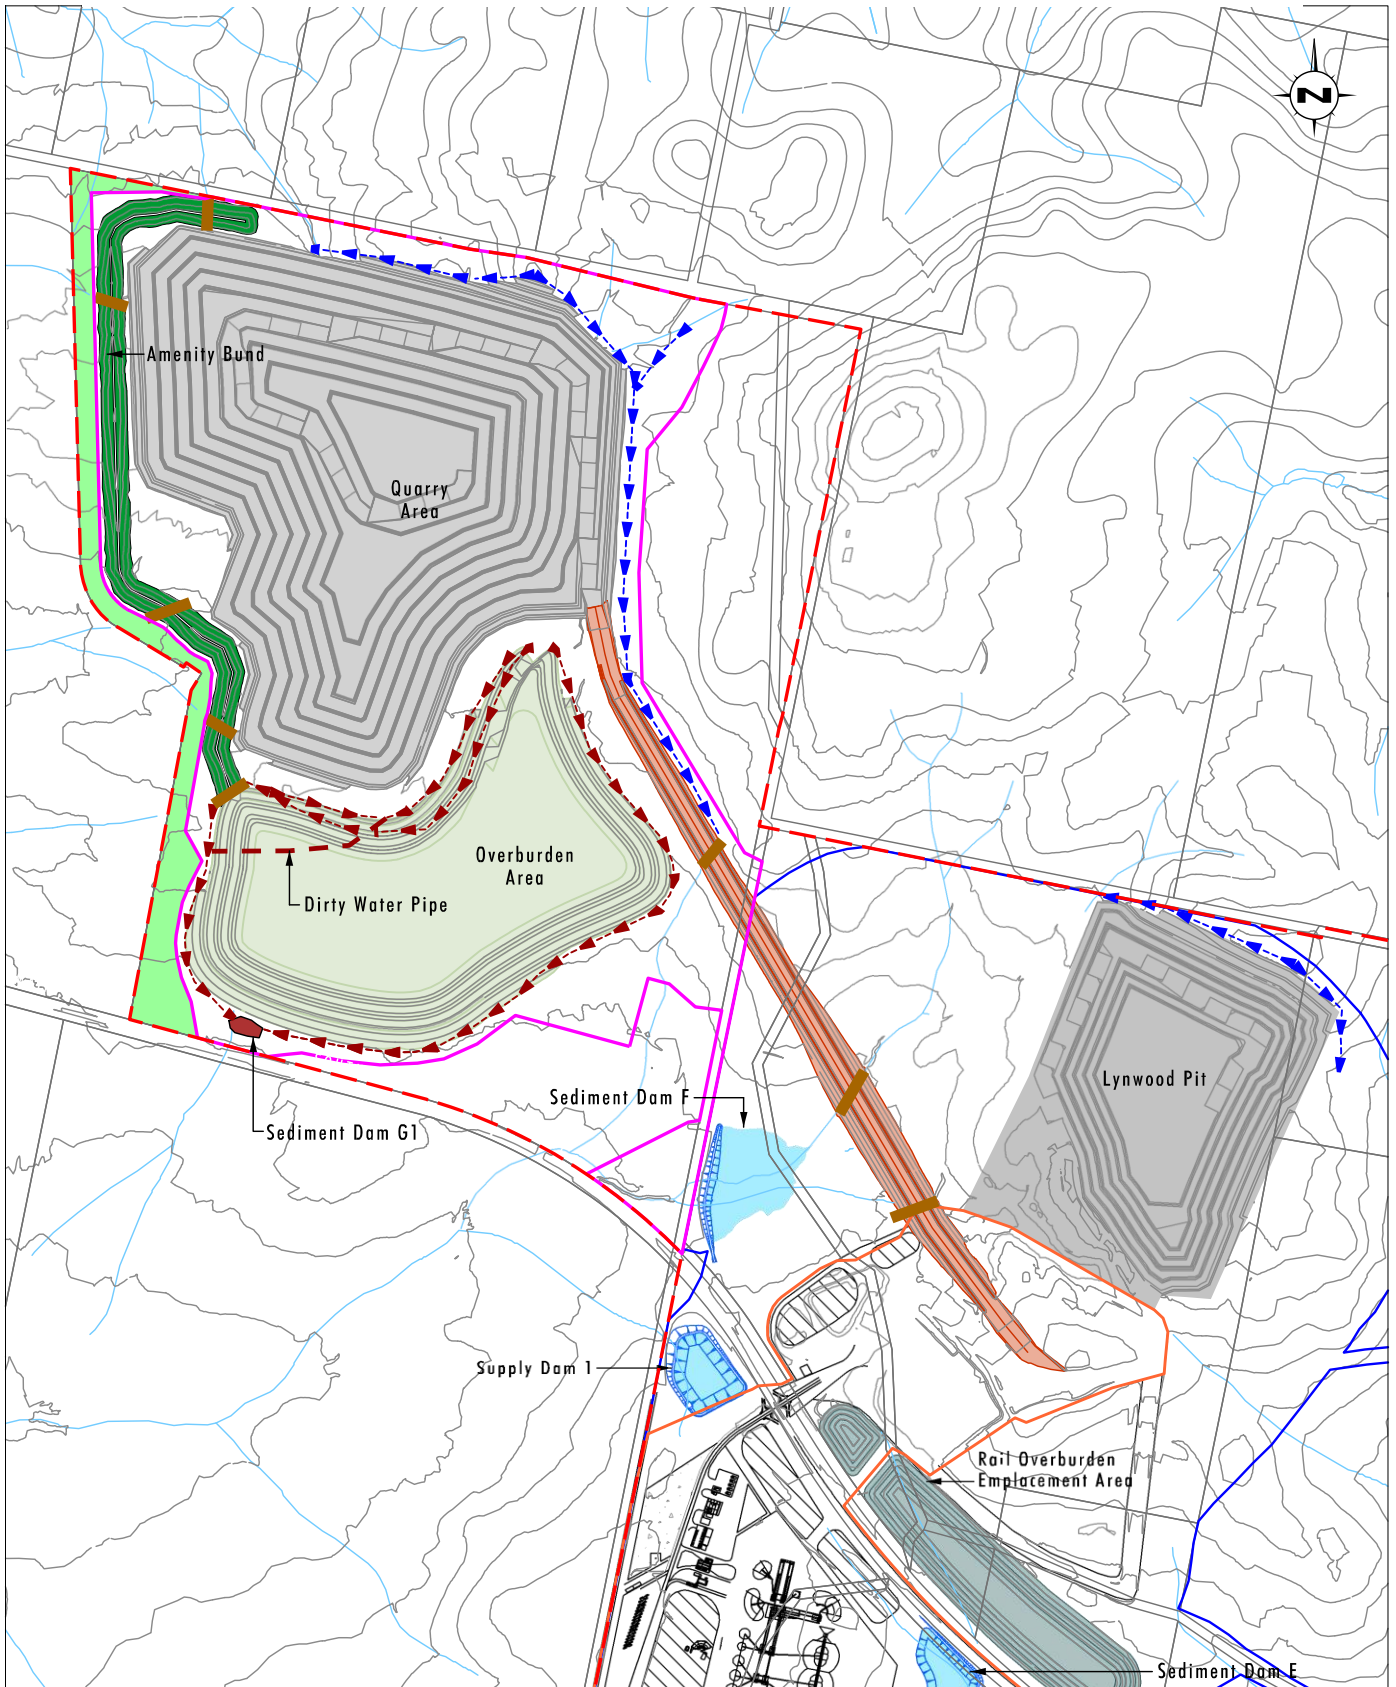 N
Amenity Bund
Quarry
Area
Overburden
Area
Dirty Water Pipe
Sediment Dam F
Lynwood Pit
Sediment Dam G1
Supply Dam 1
Rail Overburden
Emplacement Area
Sediment Dam E